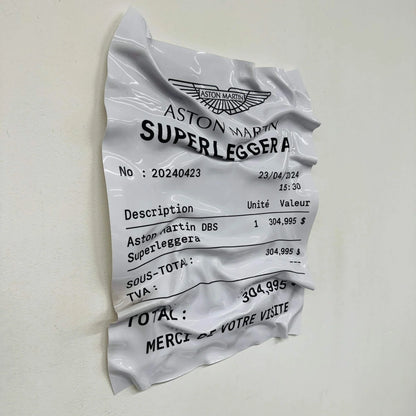 ASTON MARTIN
ASTON MARTIN
SUPERLEGGERA
No : 20240423 23/04/2024
15:30
Description Unité Valeur
Aston Martin DBS 1 304,995 $
Superleggera
SOUS-TOTAL: 304,995 $
TVA : ---
TOTAL: 304,995 $
MERCI DE VOTRE VISITE